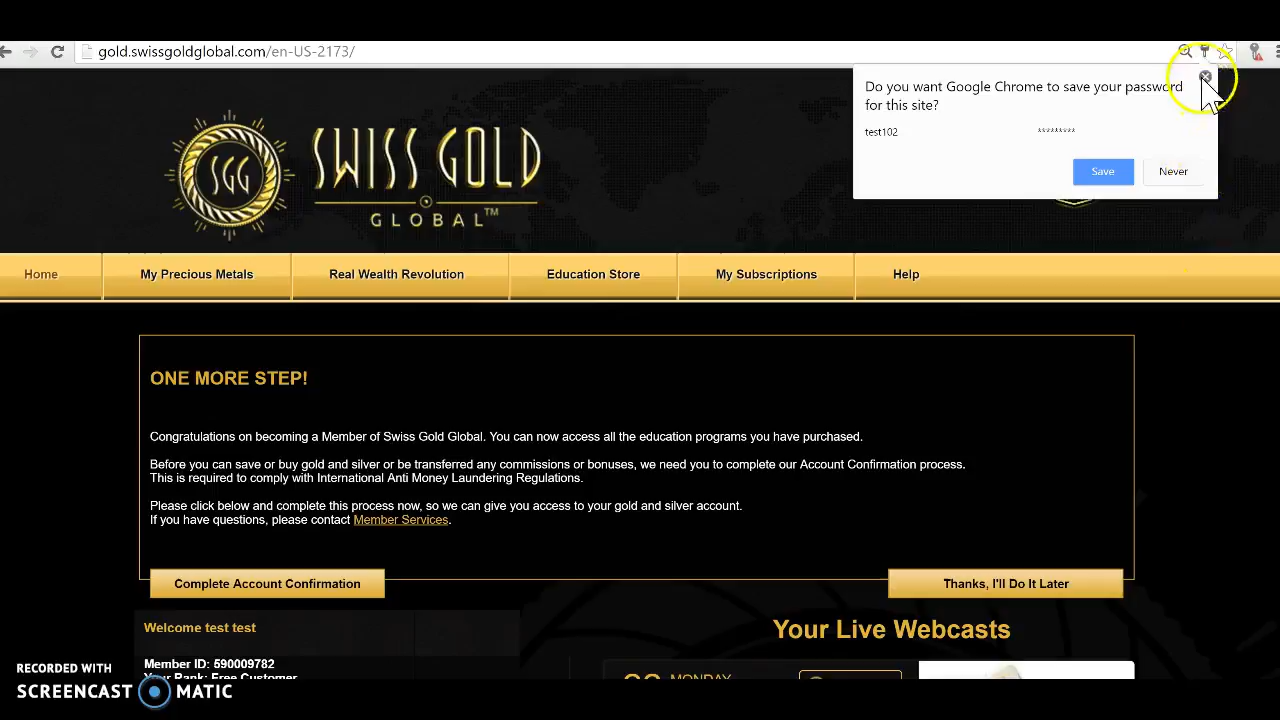 gold.swissgoldglobal.com/en-US-2173/
Do you want Google Chrome to save your password
for this site?
test102 *********
Save Never
SGG
SWISS GOLD
GLOBAL™
Home My Precious Metals Real Wealth Revolution Education Store My Subscriptions Help
ONE MORE STEP!
Congratulations on becoming a Member of Swiss Gold Global. You can now access all the education programs you have purchased.
Before you can save or buy gold and silver or be transferred any commissions or bonuses, we need you to complete our Account Confirmation process.
This is required to comply with International Anti Money Laundering Regulations.
Please click below and complete this process now, so we can give you access to your gold and silver account.
If you have questions, please contact Member Services.
Complete Account Confirmation Thanks, I'll Do It Later
Welcome test test
Your Live Webcasts
Member ID: 590009782
Your Rank: Free Customer
MONDAY
RECORDED WITH
SCREENCAST MATIC